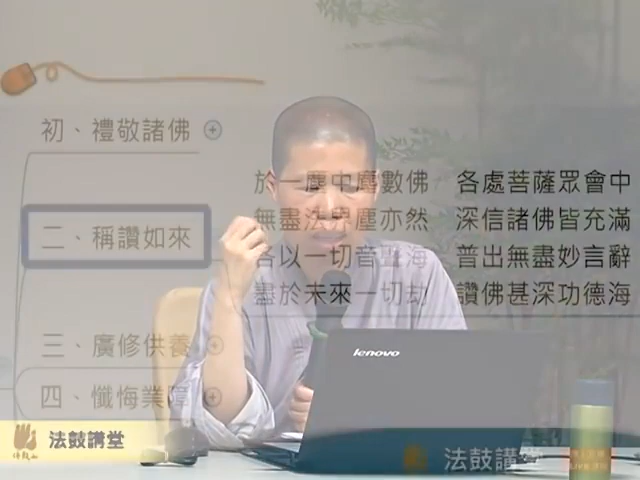 初、禮敬諸佛
二、稱讚如來
於一塵中塵數佛 各處菩薩眾會中
無盡法界塵亦然 深信諸佛皆充滿
各以一切音聲海 普出無盡妙言辭
盡於未來一切劫 讚佛甚深功德海
三、廣修供養
四、懺悔業障
lenovo
法鼓講堂
法鼓講堂